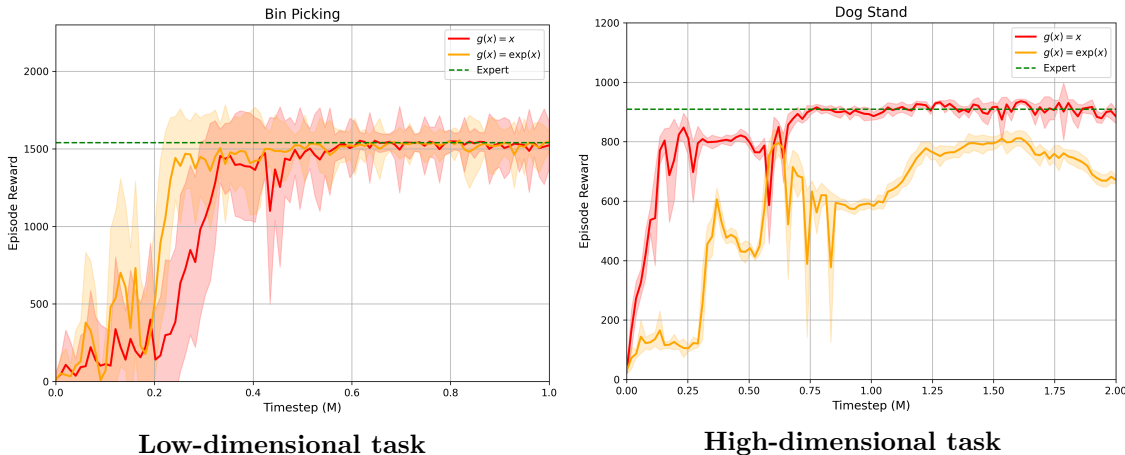 Bin Picking
g(x) = x
g(x) = exp(x)
Expert
Episode Reward
2000
1500
1000
500
0
0.0 0.2 0.4 0.6 0.8 1.0
Timestep (M)
Low-dimensional task
Dog Stand
g(x) = x
g(x) = exp(x)
Expert
Episode Reward
1200
1000
800
600
400
200
0
0.00 0.25 0.50 0.75 1.00 1.25 1.50 1.75 2.00
Timestep (M)
High-dimensional task